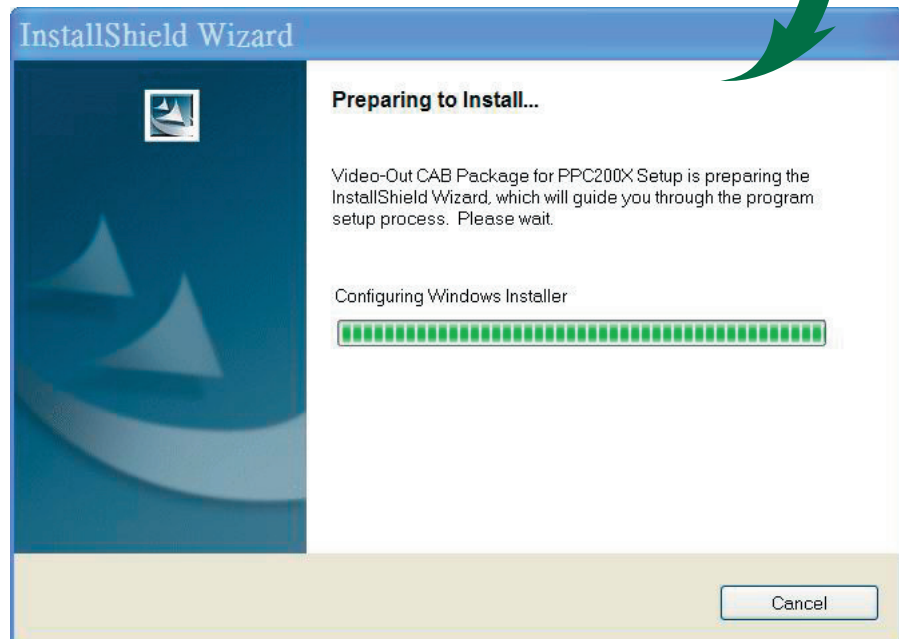 InstallShield Wizard
Preparing to Install...
Video-Out CAB Package for PPC200X Setup is preparing the
InstallShield Wizard, which will guide you through the program
setup process. Please wait.
Configuring Windows Installer
Cancel